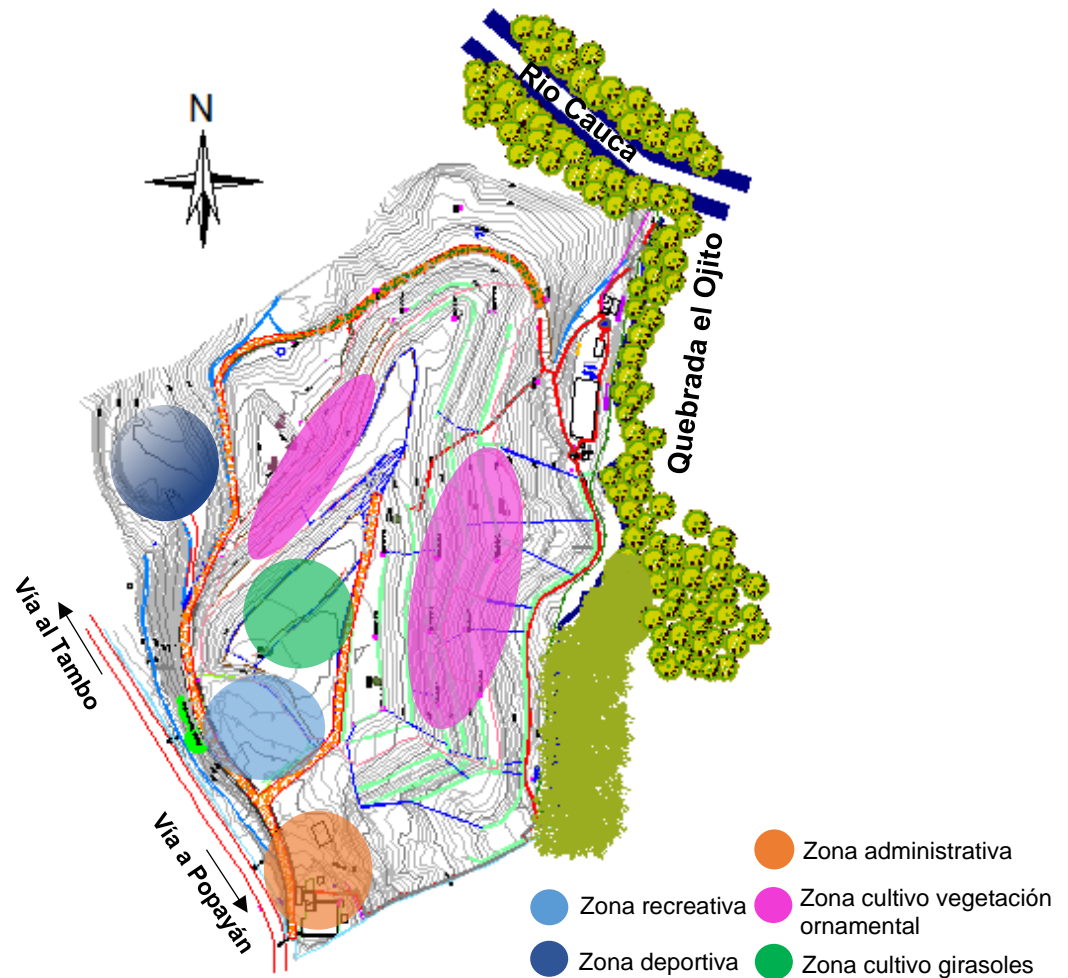 N
Rio Cauca
Quebrada el Ojito
Vía al Tambo
Vía a Popayán
Zona administrativa
Zona recreativa
Zona cultivo vegetación
ornamental
Zona deportiva
Zona cultivo girasoles